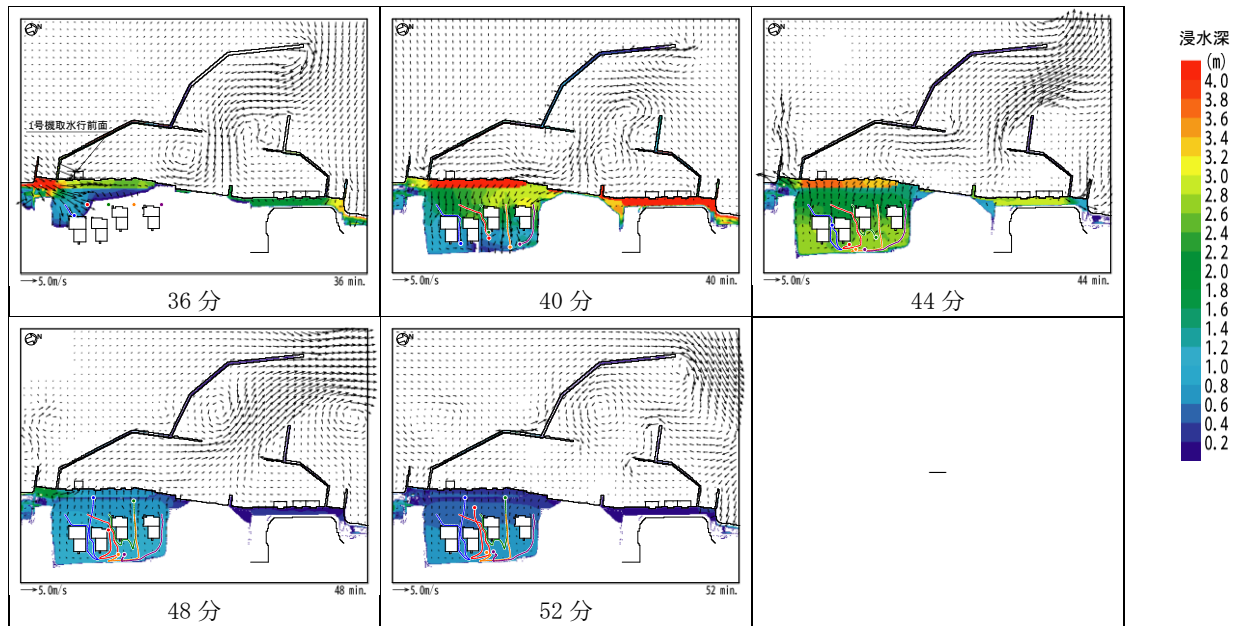 N
1号機取水行前面
→5.0m/s
36 min.
36 分
N
→5.0m/s
40 min.
40 分
N
→5.0m/s
44 min.
44 分
N
→5.0m/s
48 min.
48 分
N
→5.0m/s
52 min.
52 分
—
浸水深
(m)
4.0
3.8
3.6
3.4
3.2
3.0
2.8
2.6
2.4
2.2
2.0
1.8
1.6
1.4
1.2
1.0
0.8
0.6
0.4
0.2